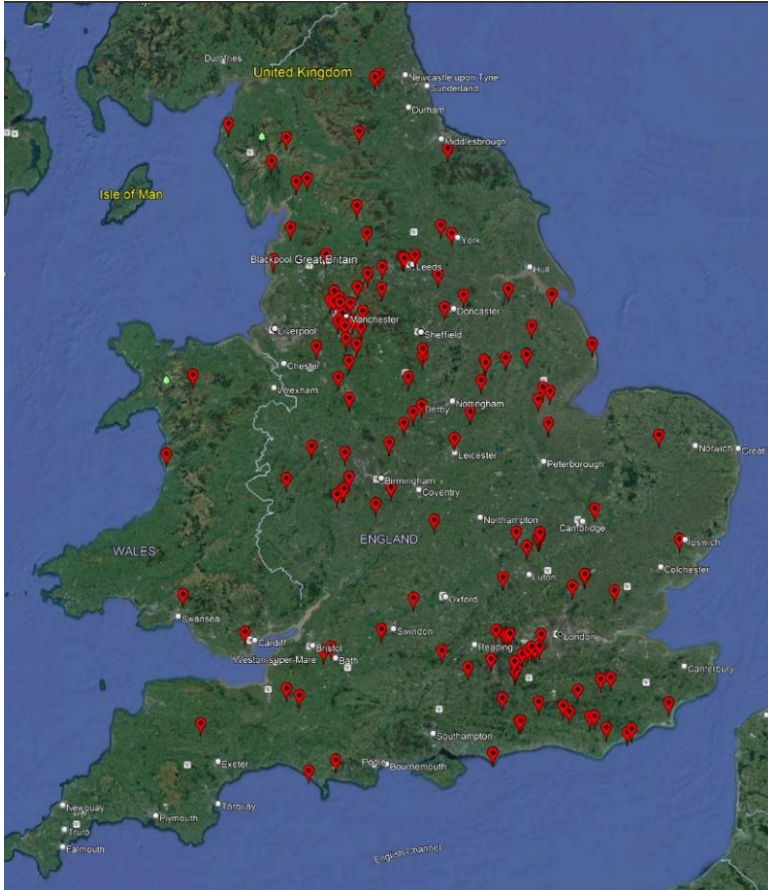 Dumfries
United Kingdom
Newcastle upon Tyne
Sunderland
Durham
Middlesbrough
Isle of Man
York
Blackpool
Great Britain
Leeds
Hull
Manchester
Doncaster
Liverpool
Sheffield
Chester
Wrexham
Derby
Nottingham
Norwich
Great
Leicester
Peterborough
Birmingham
Coventry
Northampton
Cambridge
ENGLAND
Ipswich
WALES
Colchester
Luton
Oxford
Swansea
Swindon
London
Cardiff
Bristol
Reading
Weston-super-Mare
Bath
Canterbury
Southampton
Exeter
Poole
Bournemouth
Newquay
Torquay
Plymouth
Truro
Falmouth
English Channel